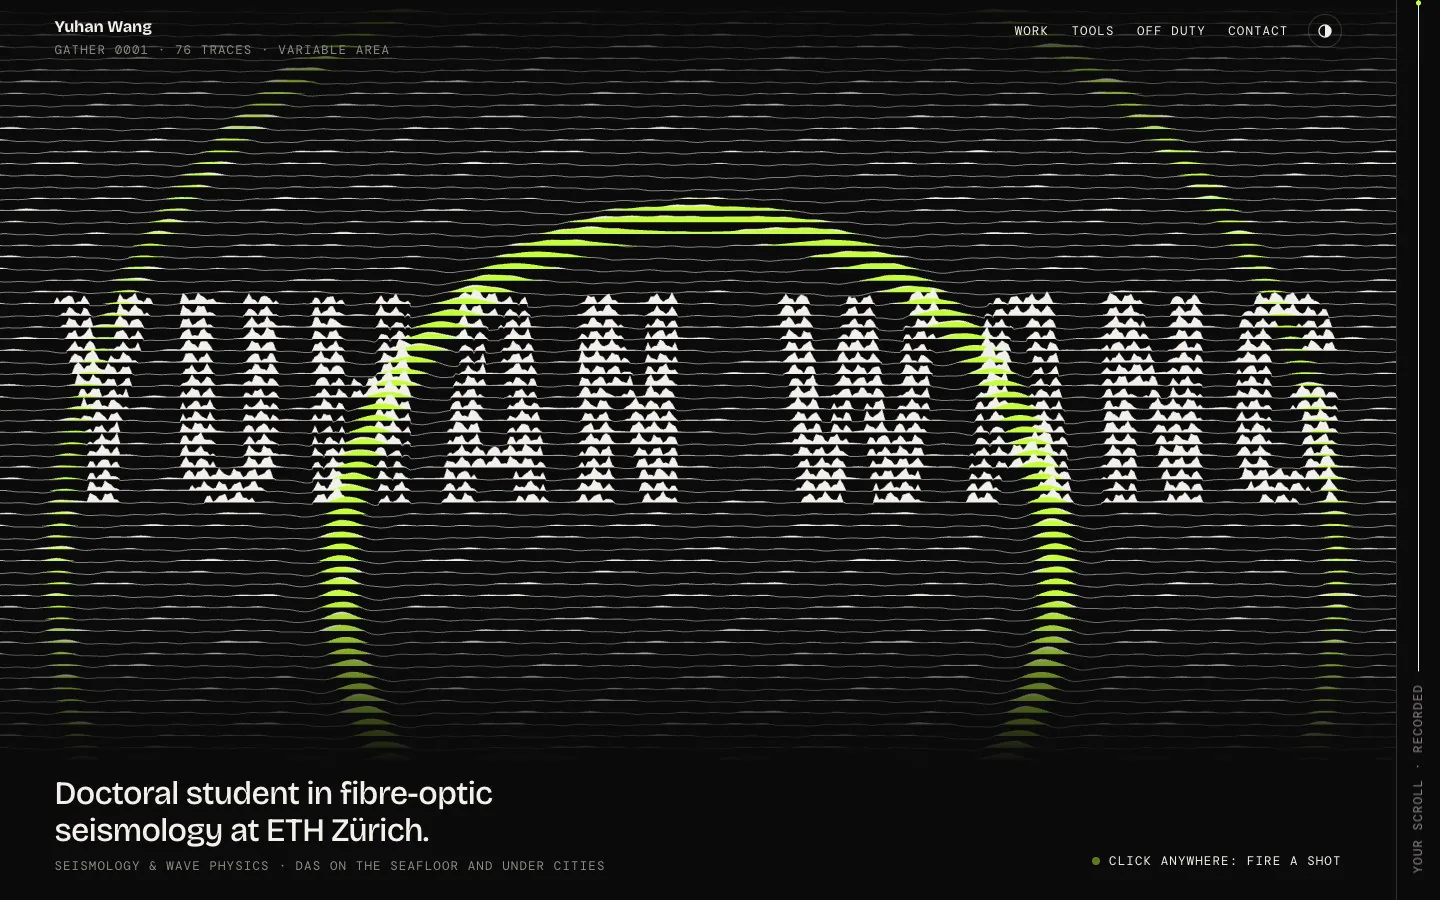 Yuhan Wang
GATHER 0001 · 76 TRACES · VARIABLE AREA
WORK TOOLS OFF DUTY CONTACT
YUHAN WANG
Doctoral student in fibre-optic
seismology at ETH Zürich.
SEISMOLOGY & WAVE PHYSICS · DAS ON THE SEAFLOOR AND UNDER CITIES
CLICK ANYWHERE: FIRE A SHOT
YOUR SCROLL · RECORDED